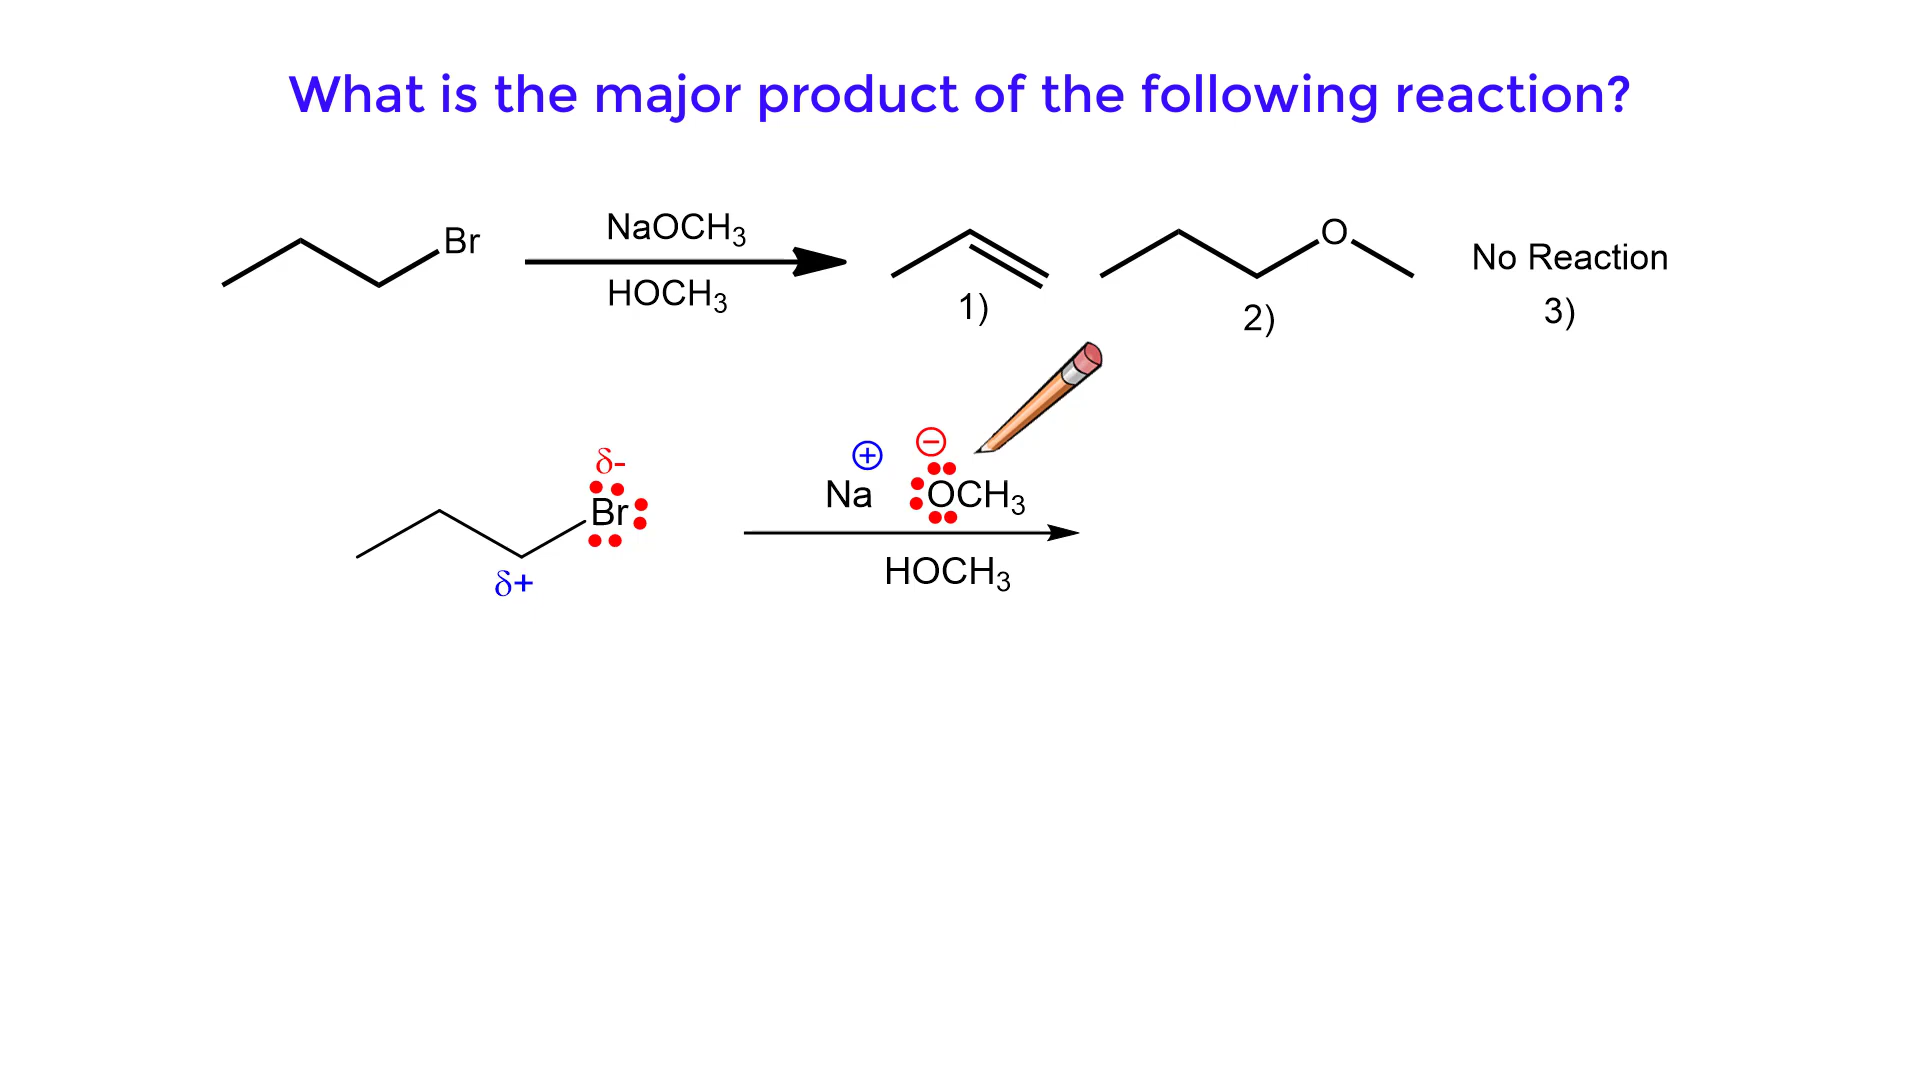 What is the major product of the following reaction?
Br
NaOCH₃
HOCH₃
O
No Reaction
1)
2)
3)
δ-
Br
δ+
+
−
Na OCH₃
HOCH₃